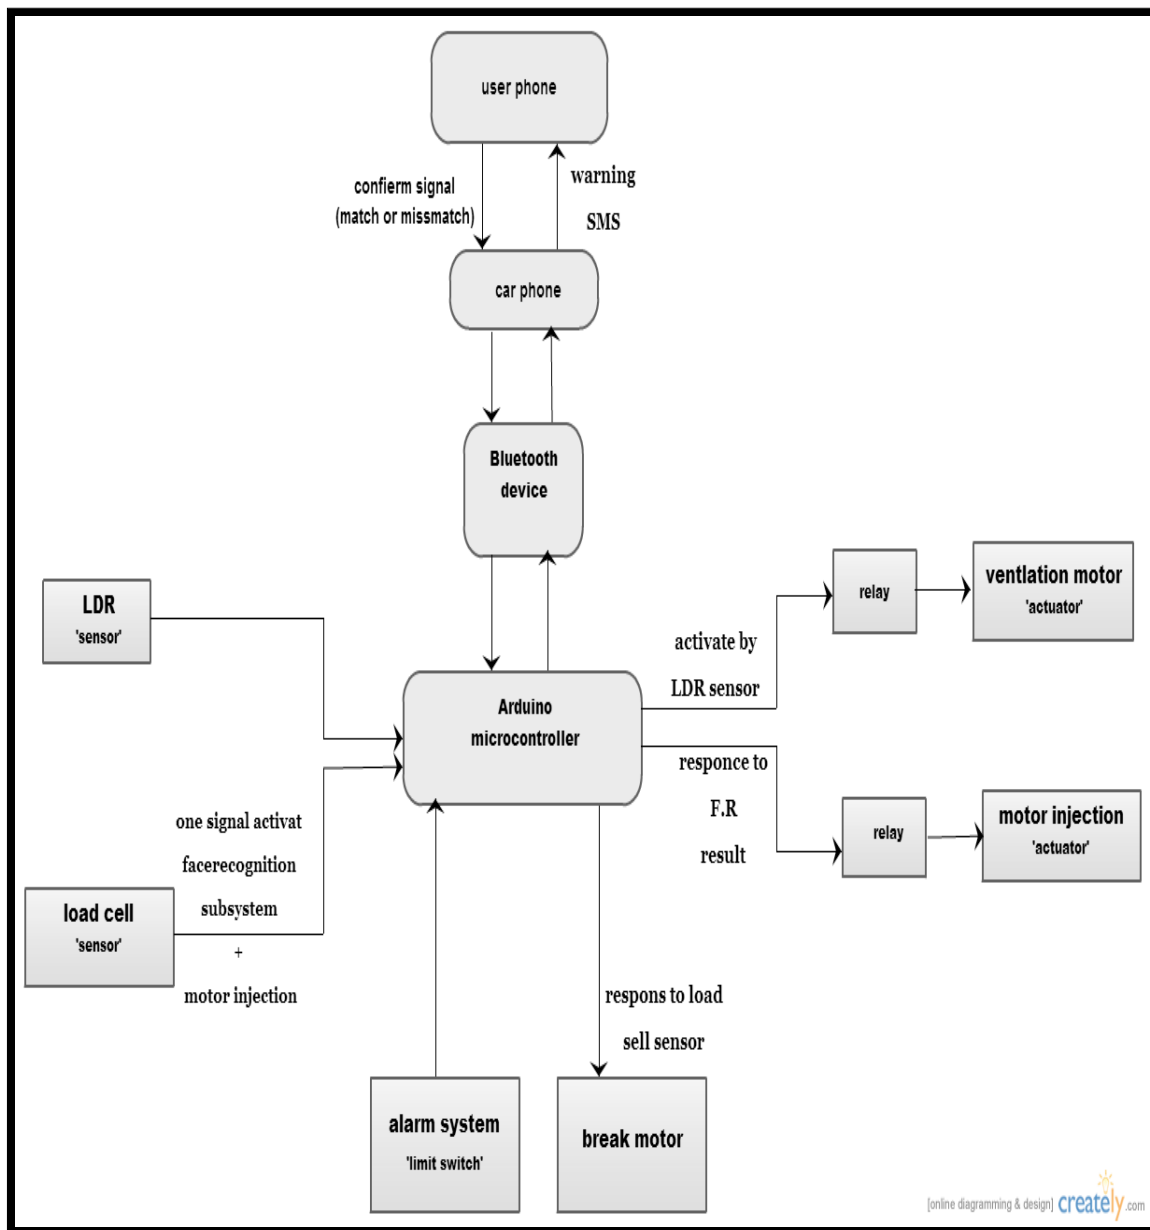 user phone
confierm signal
(match or missmatch)
warning
SMS
car phone
Bluetooth
device
LDR
'sensor'
relay
ventlation motor
'actuator'
activate by
LDR sensor
Arduino
microcontroller
responce to
F.R
result
relay
motor injection
'actuator'
one signal activat
facerecognition
subsystem
+
motor injection
load cell
'sensor'
respons to load
sell sensor
alarm system
'limit switch'
break motor
[online diagramming & design] creately.com